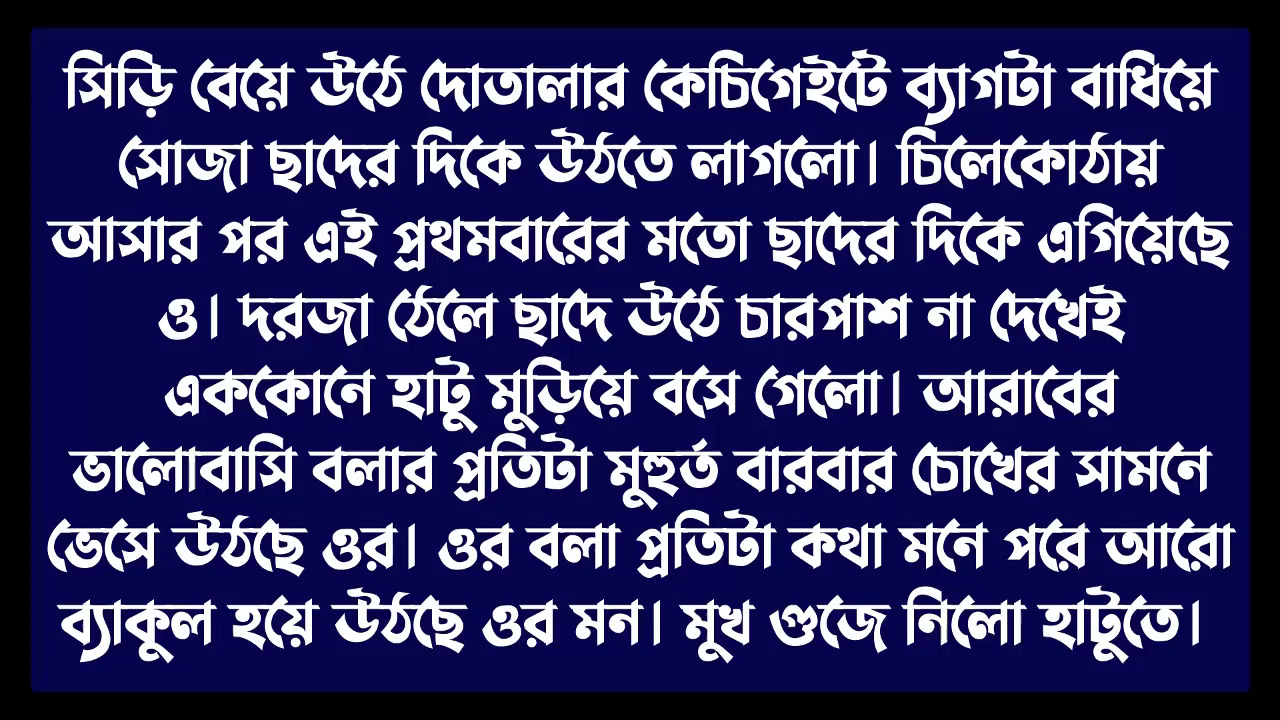 সিড়ি বেয়ে উঠে দোতালার কেচিগেইটে ব্যাগটা বাধিয়ে
সোজা ছাদের দিকে উঠতে লাগলো। চিলেকোঠায়
আসার পর এই প্রথমবারের মতো ছাদের দিকে এগিয়েছে
ও। দরজা ঠেলে ছাদে উঠে চারপাশ না দেখেই
এককোনে হাটু মুড়িয়ে বসে গেলো। আরাবের
ভালোবাসি বলার প্রতিটা মুহুর্ত বারবার চোখের সামনে
ভেসে উঠছে ওর। ওর বলা প্রতিটা কথা মনে পরে আরো
ব্যাকুল হয়ে উঠছে ওর মন। মুখ গুজে নিলো হাটুতে।